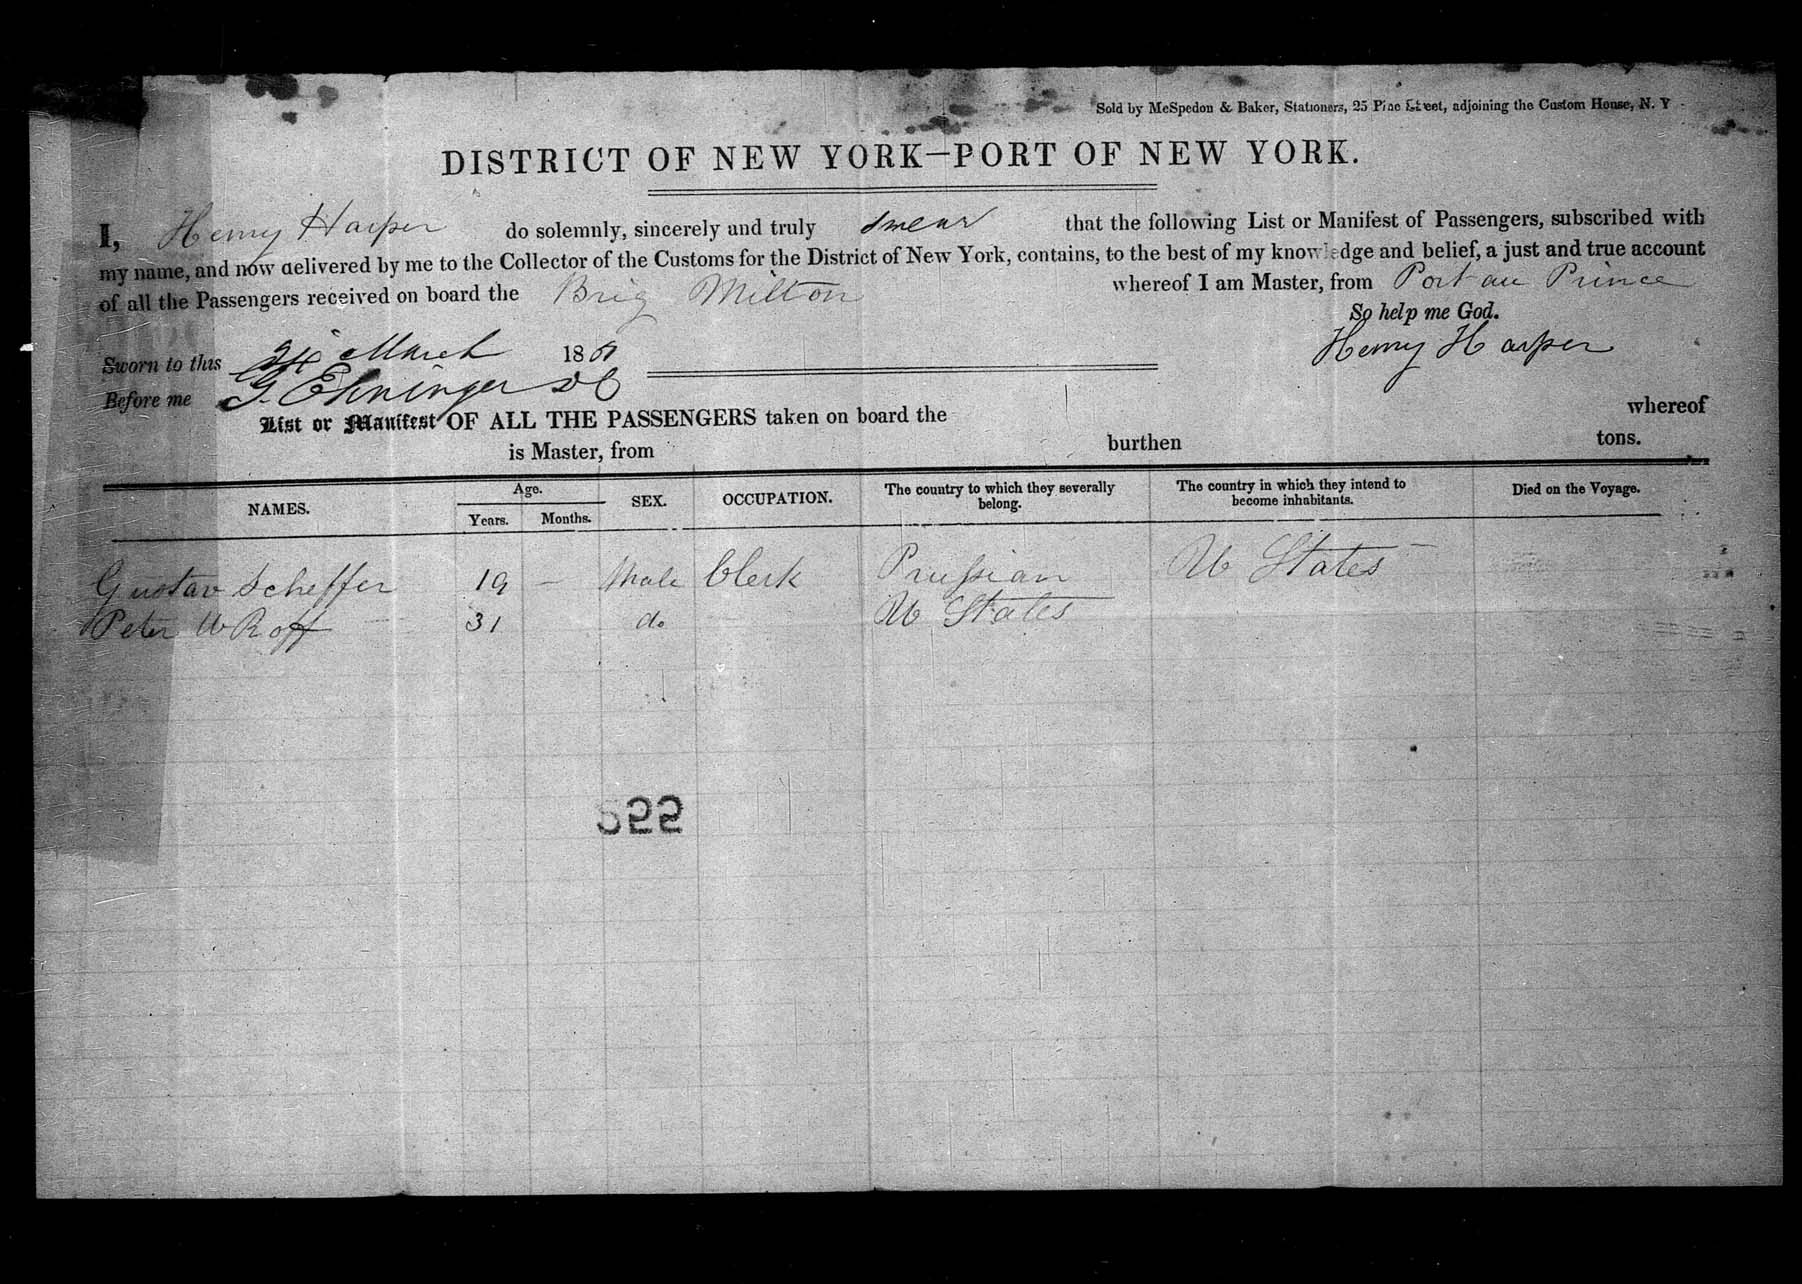 Sold by McSpedon & Baker, Stationers, 25 Pine Street, adjoining the Custom House, N. Y
DISTRICT OF NEW YORK—PORT OF NEW YORK.
I, Henry Harper do solemnly, sincerely and truly swear that the following List or Manifest of Passengers, subscribed with
my name, and now delivered by me to the Collector of the Customs for the District of New York, contains, to the best of my knowledge and belief, a just and true account
of all the Passengers received on board the Brig Milton whereof I am Master, from Port au Prince
So help me God.
Sworn to this March 18 Henry Harper
Before me G. Ehninger
List or Manifest OF ALL THE PASSENGERS taken on board the whereof
is Master, from burthen tons.
NAMES. Age. Years. Months. SEX. OCCUPATION. The country to which they severally belong. The country in which they intend to become inhabitants. Died on the Voyage.
Gustav Scheffer 19 — Male Clerk Prussian U States
Peter W Roff 31 do U States